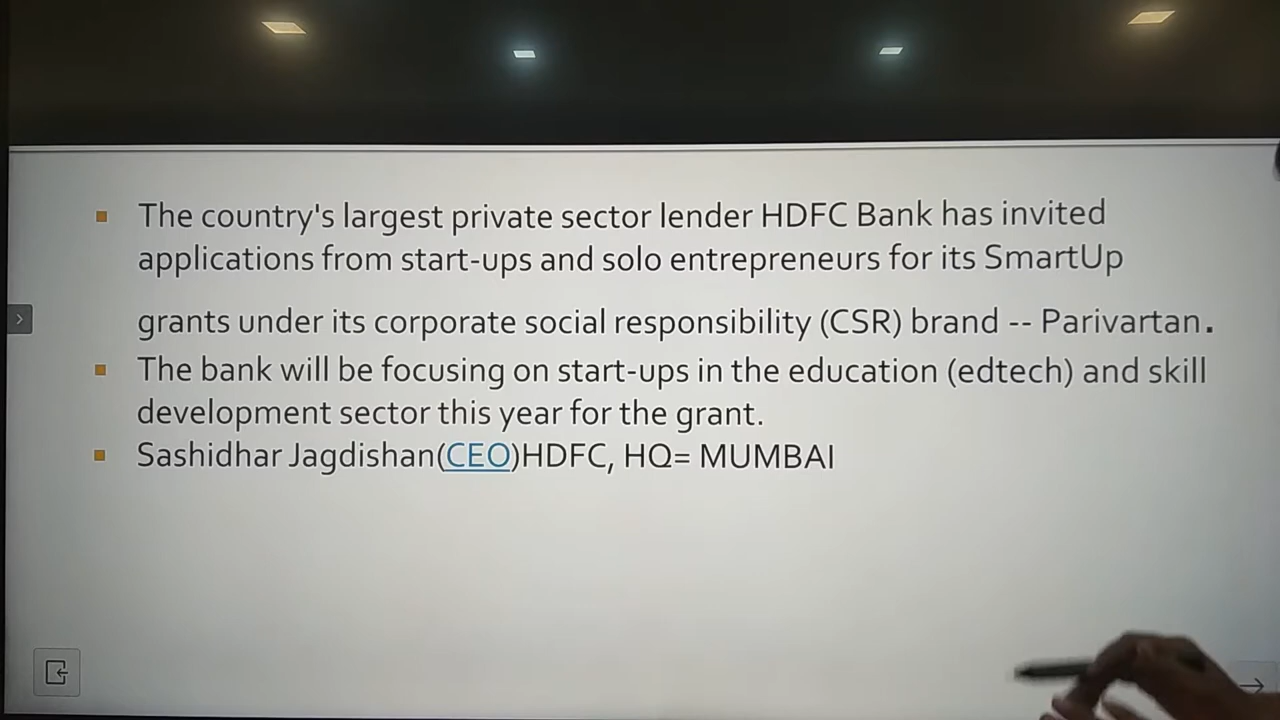 The country's largest private sector lender HDFC Bank has invited
applications from start-ups and solo entrepreneurs for its SmartUp
grants under its corporate social responsibility (CSR) brand -- Parivartan.
The bank will be focusing on start-ups in the education (edtech) and skill
development sector this year for the grant.
Sashidhar Jagdishan(CEO)HDFC, HQ= MUMBAI